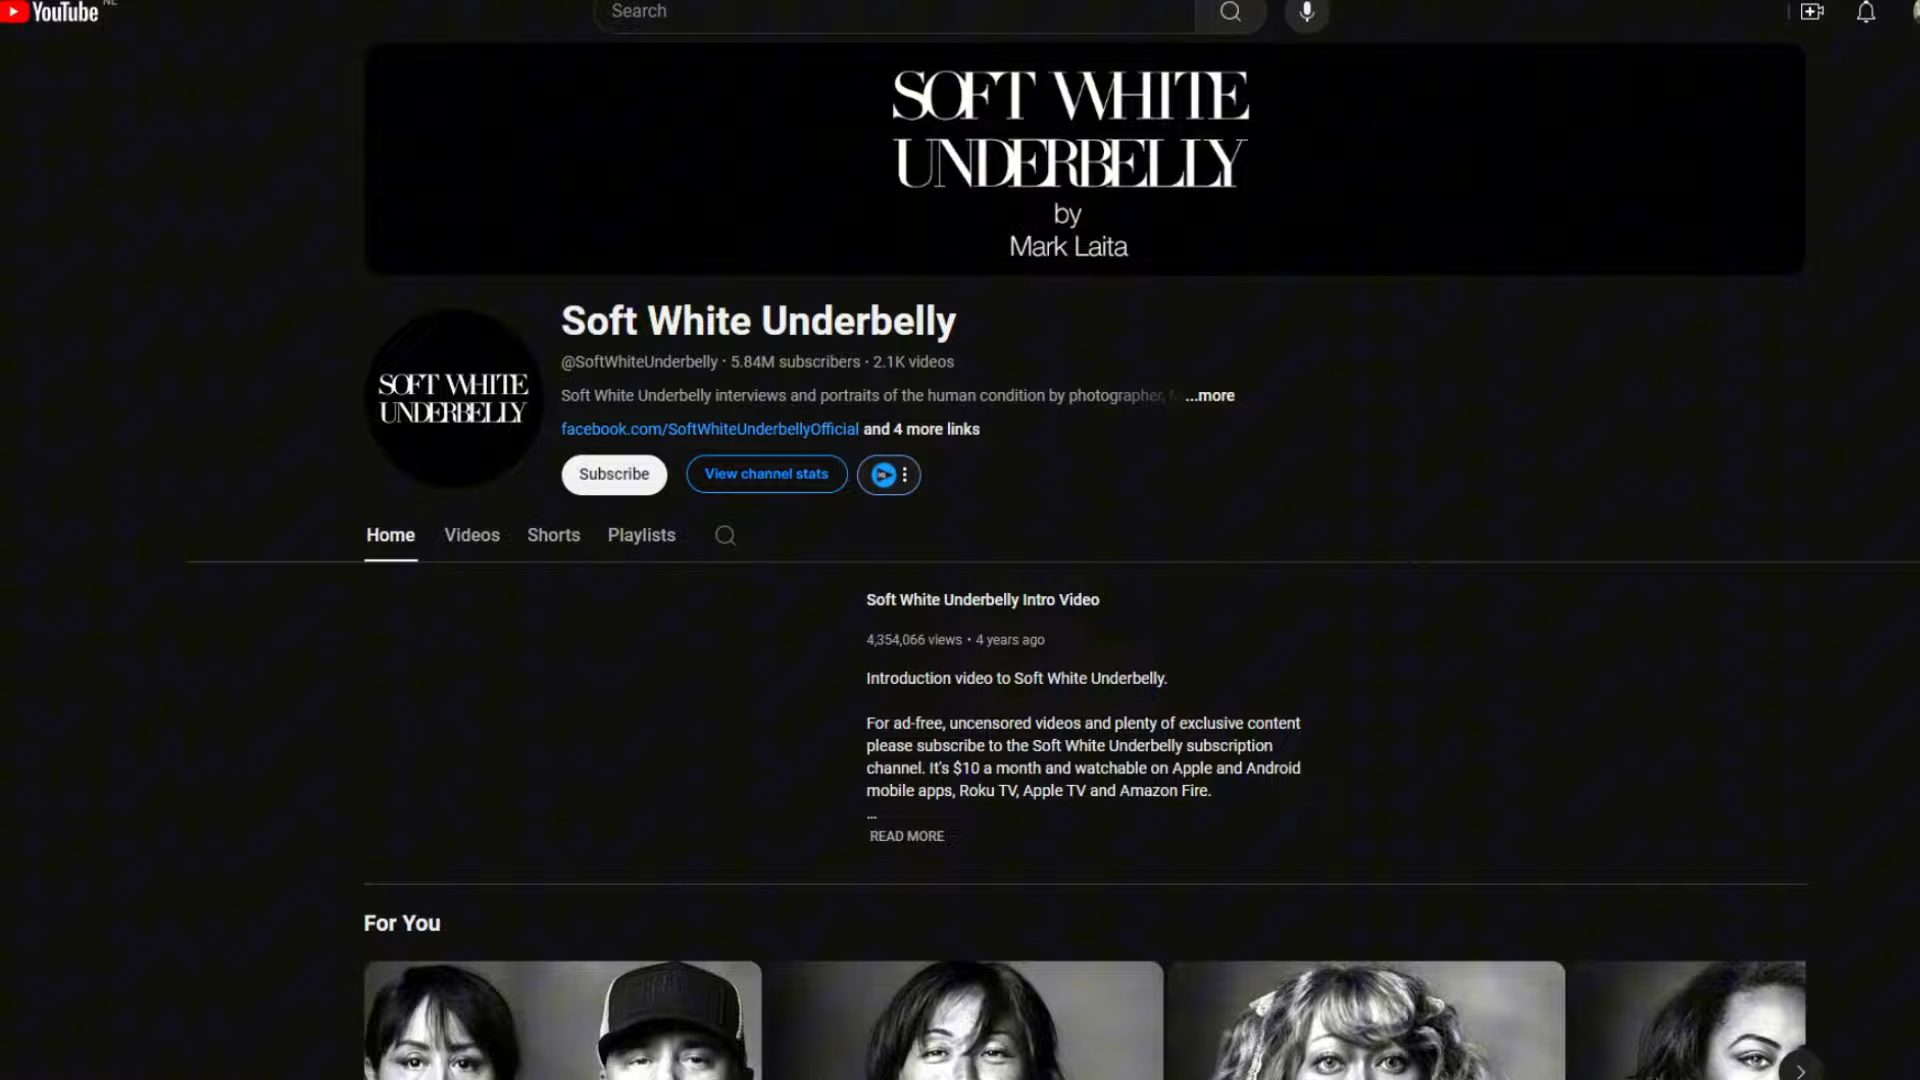 YouTube NL
Search
SOFT WHITE
UNDERBELLY
by
Mark Laita
SOFT WHITE
UNDERBELLY
Soft White Underbelly
@SoftWhiteUnderbelly · 5.84M subscribers · 2.1K videos
Soft White Underbelly interviews and portraits of the human condition by photographer, ...more
facebook.com/SoftWhiteUnderbellyOfficial and 4 more links
Subscribe
View channel stats
Home Videos Shorts Playlists
Soft White Underbelly Intro Video
4,354,066 views • 4 years ago
Introduction video to Soft White Underbelly.
For ad-free, uncensored videos and plenty of exclusive content
please subscribe to the Soft White Underbelly subscription
channel. It's $10 a month and watchable on Apple and Android
mobile apps, Roku TV, Apple TV and Amazon Fire.
...
READ MORE
For You